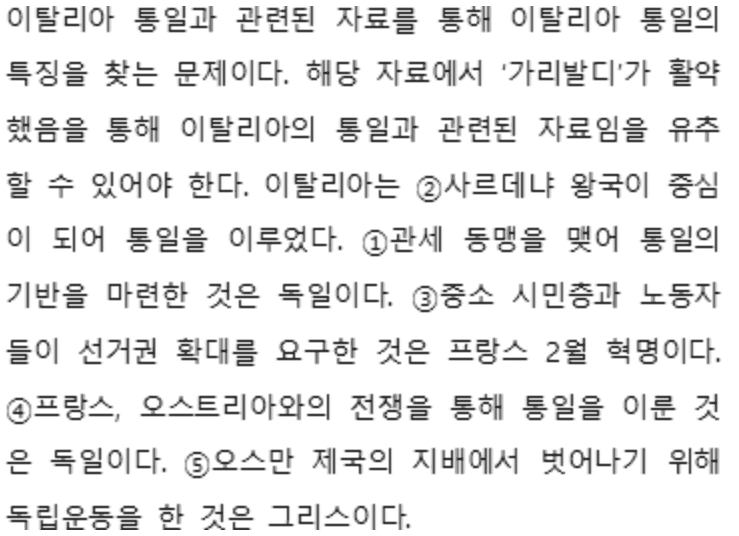 이탈리아 통일과 관련된 자료를 통해 이탈리아 통일의
특징을 찾는 문제이다. 해당 자료에서 '가리발디'가 활약
했음을 통해 이탈리아의 통일과 관련된 자료임을 유추
할 수 있어야 한다. 이탈리아는 ②사르데냐 왕국이 중심
이 되어 통일을 이루었다. ①관세 동맹을 맺어 통일의
기반을 마련한 것은 독일이다. ③중소 시민층과 노동자
들이 선거권 확대를 요구한 것은 프랑스 2월 혁명이다.
④프랑스, 오스트리아와의 전쟁을 통해 통일을 이룬 것
은 독일이다. ⑤오스만 제국의 지배에서 벗어나기 위해
독립운동을 한 것은 그리스이다.